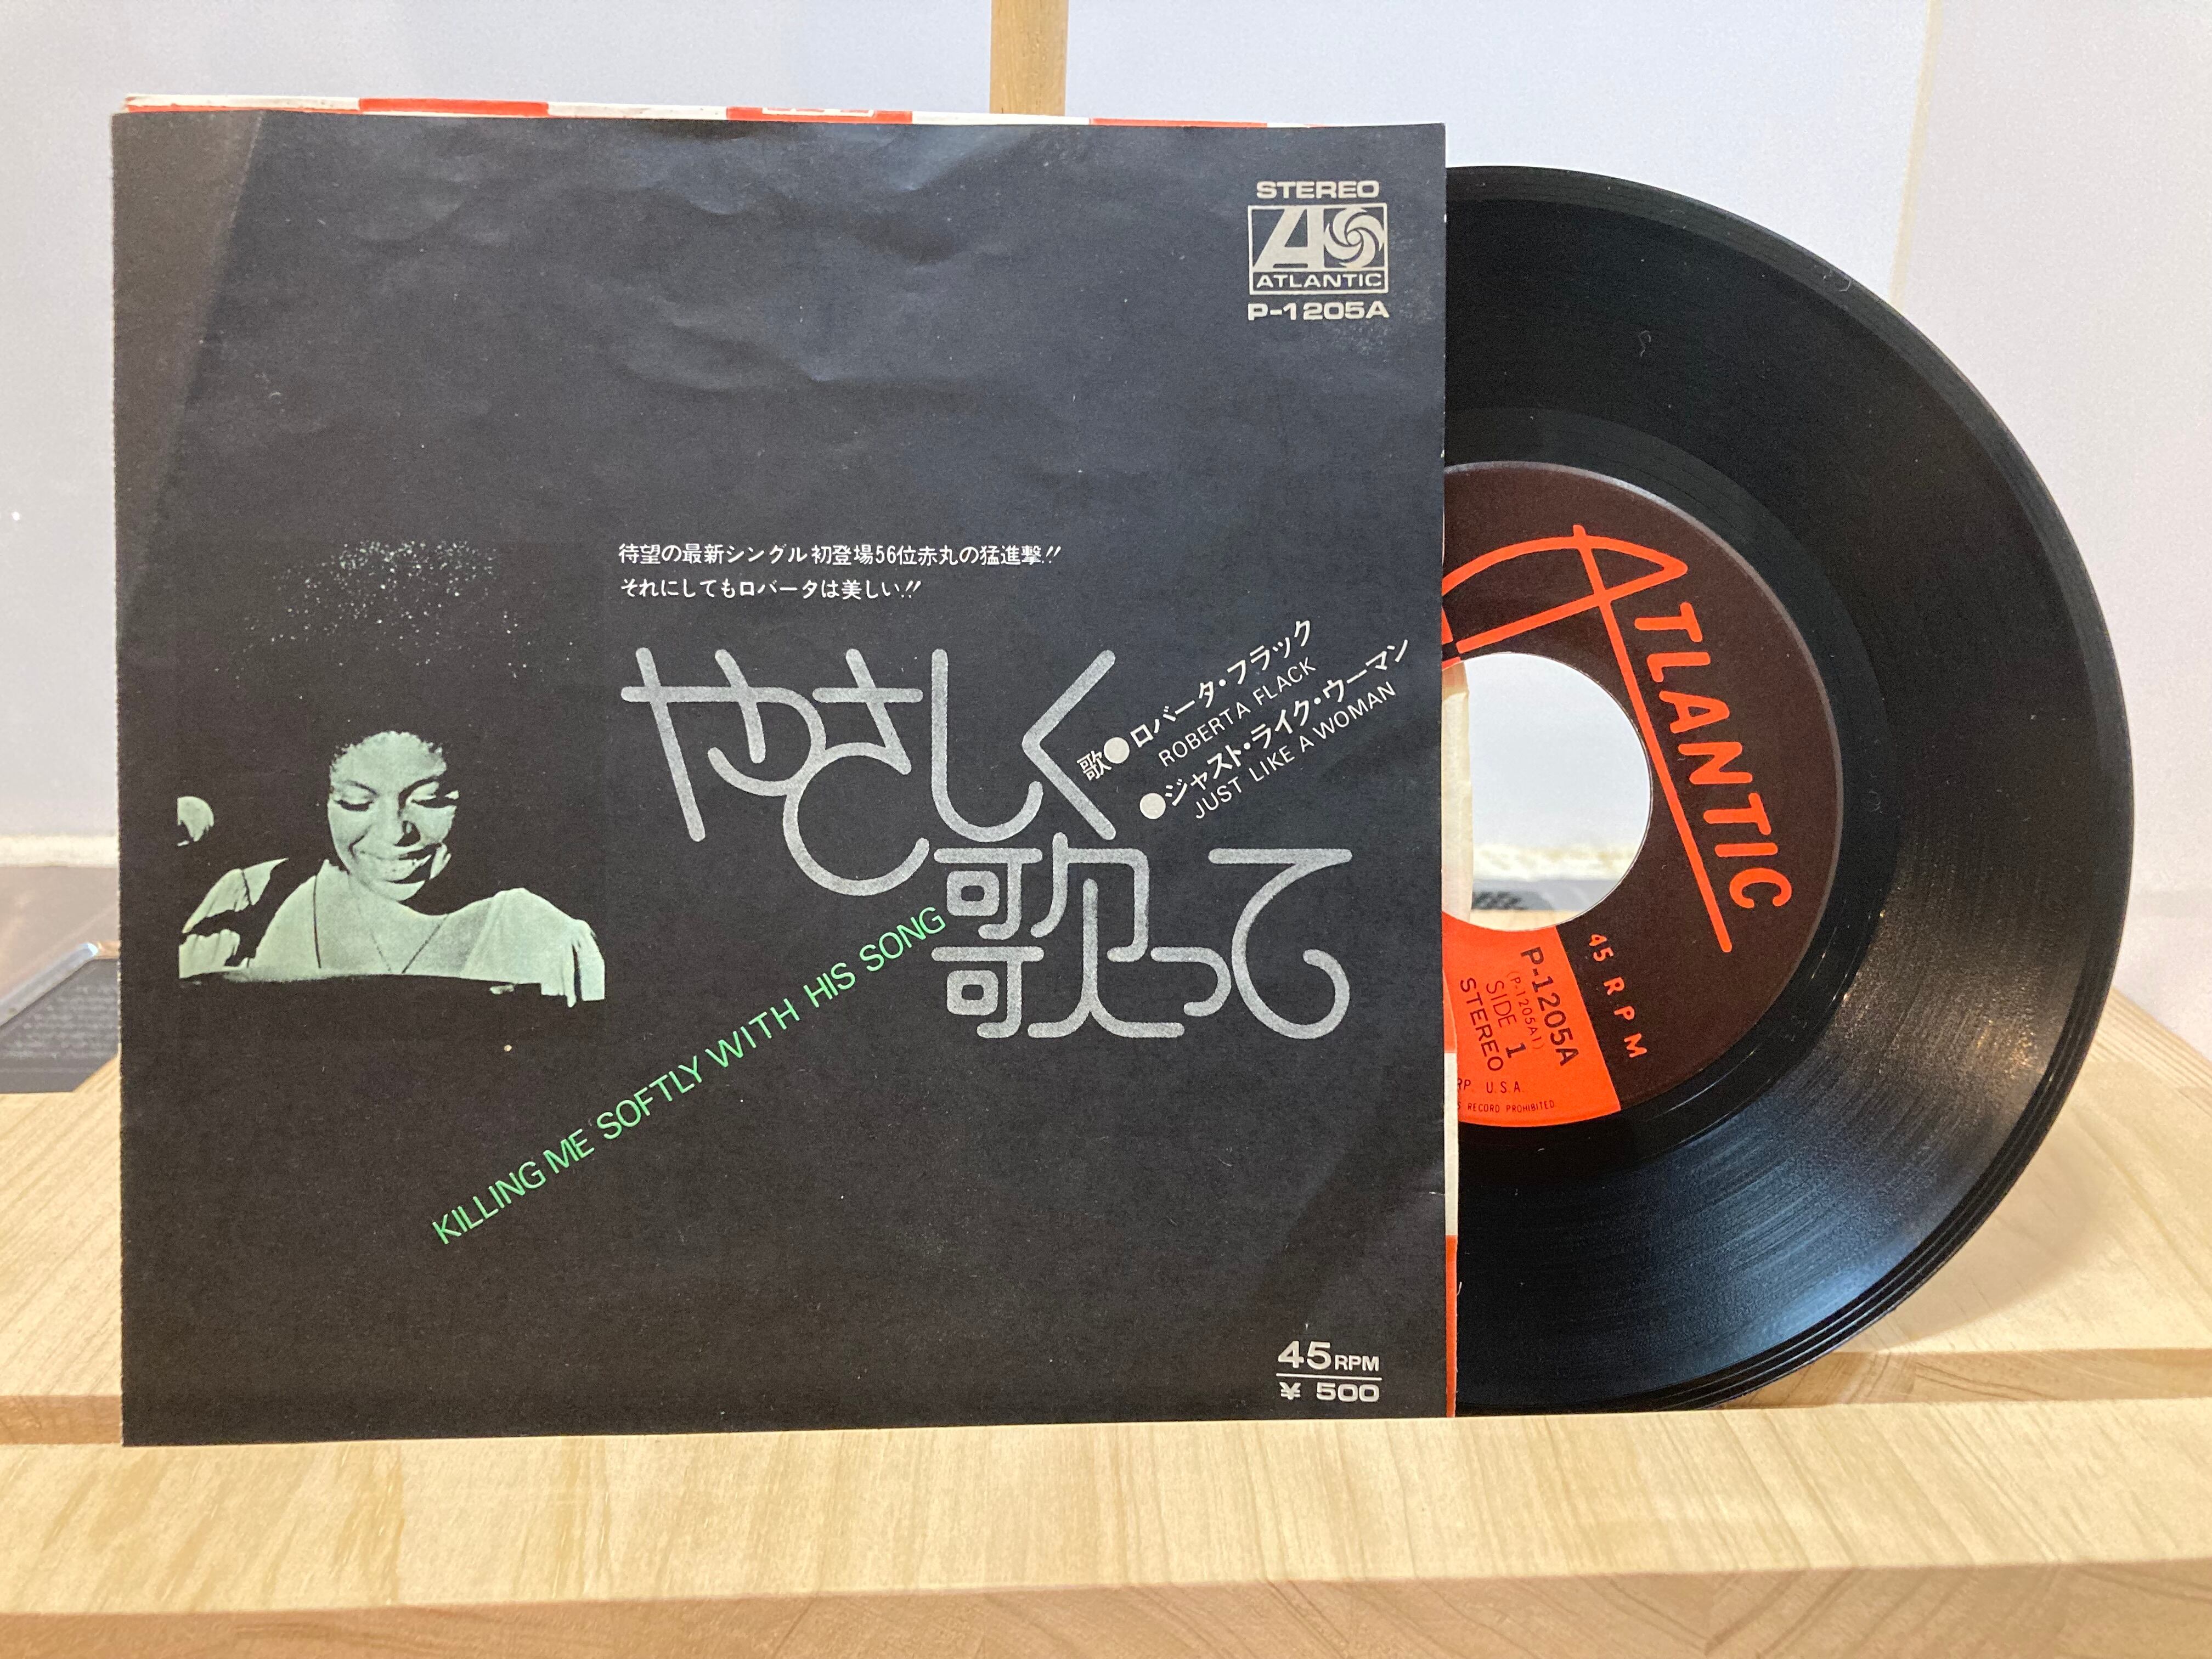 STEREO
ATLANTIC
P-1205A
待望の最新シングル初登場56位赤丸の猛進撃!!
それにしてもロバータは美しい!!
やさしく
歌って
歌●ロバータ・フラック
ROBERTA FLACK
●ジャスト・ライク・ウーマン
JUST LIKE A WOMAN
KILLING ME SOFTLY WITH HIS SONG
45RPM
¥ 500
ATLANTIC
45 RPM
P-1205A
(P-1205A1)
SIDE 1
STEREO
U.S.A.
RECORD PROHIBITED